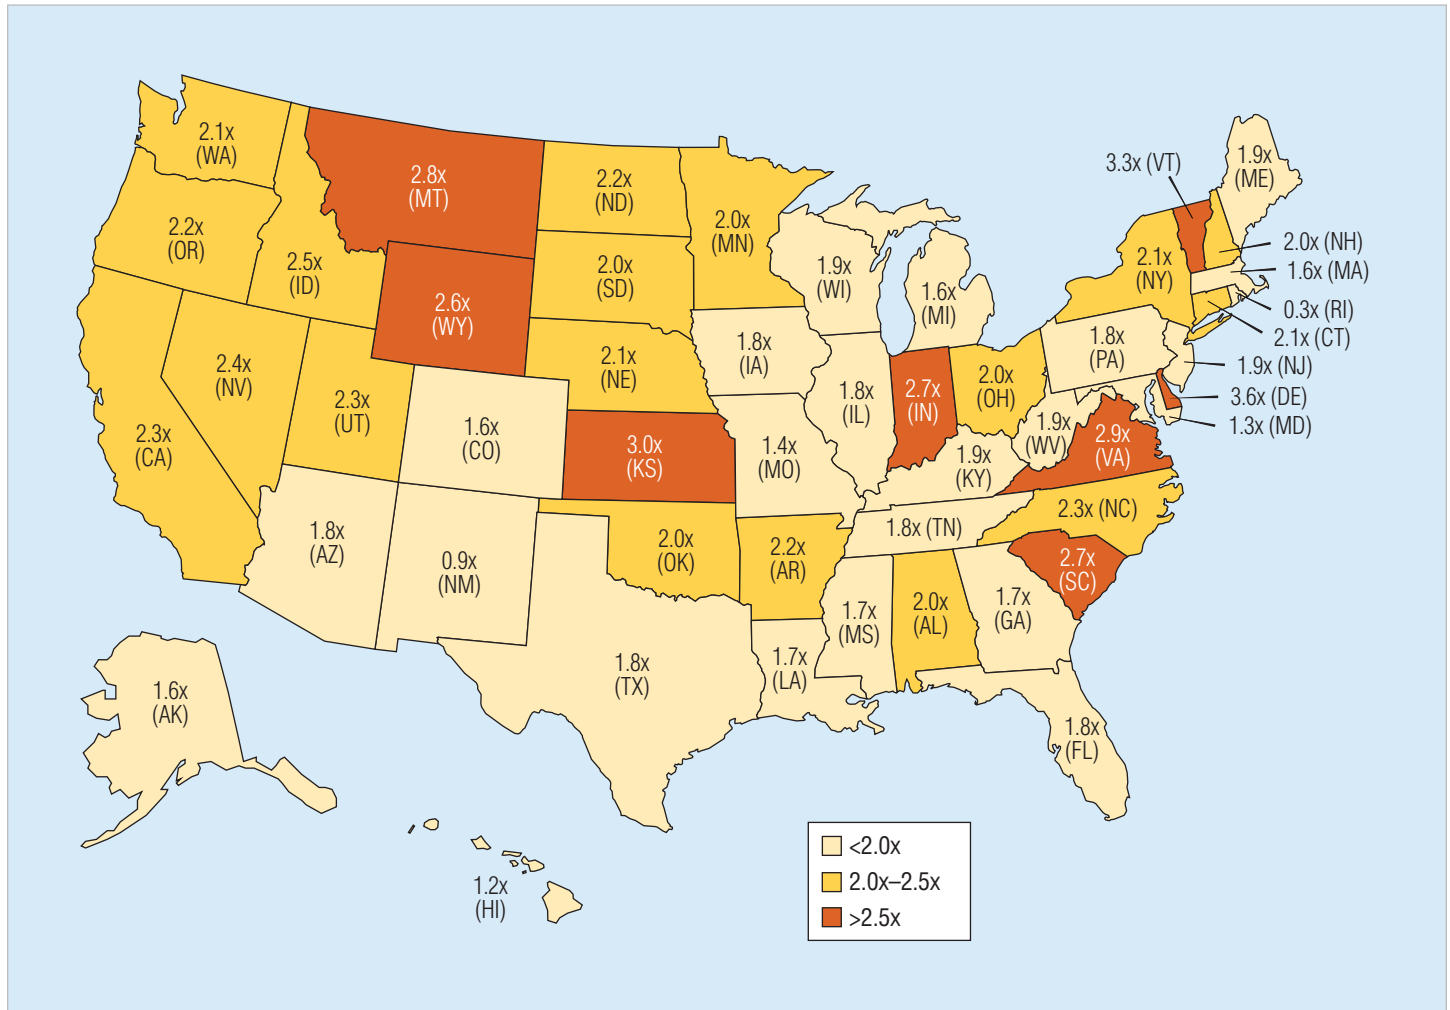 2.1x
(WA)
2.8x
(MT)
2.2x
(ND)
2.0x
(MN)
3.3x (VT)
1.9x
(ME)
2.2x
(OR)
2.5x
(ID)
2.6x
(WY)
2.0x
(SD)
1.9x
(WI)
1.6x
(MI)
2.1x
(NY)
2.0x (NH)
1.6x (MA)
0.3x (RI)
2.1x (CT)
1.9x (NJ)
3.6x (DE)
1.3x (MD)
2.3x
(CA)
2.4x
(NV)
2.3x
(UT)
1.6x
(CO)
2.1x
(NE)
3.0x
(KS)
1.8x
(IA)
1.4x
(MO)
1.8x
(IL)
2.7x
(IN)
2.0x
(OH)
1.8x
(PA)
1.9x
(WV)
2.9x
(VA)
1.9x
(KY)
2.3x (NC)
1.8x (TN)
1.8x
(AZ)
0.9x
(NM)
2.0x
(OK)
2.2x
(AR)
2.7x
(SC)
1.7x
(MS)
2.0x
(AL)
1.7x
(GA)
1.8x
(TX)
1.7x
(LA)
1.8x
(FL)
1.6x
(AK)
1.2x
(HI)
<2.0x
2.0x–2.5x
>2.5x